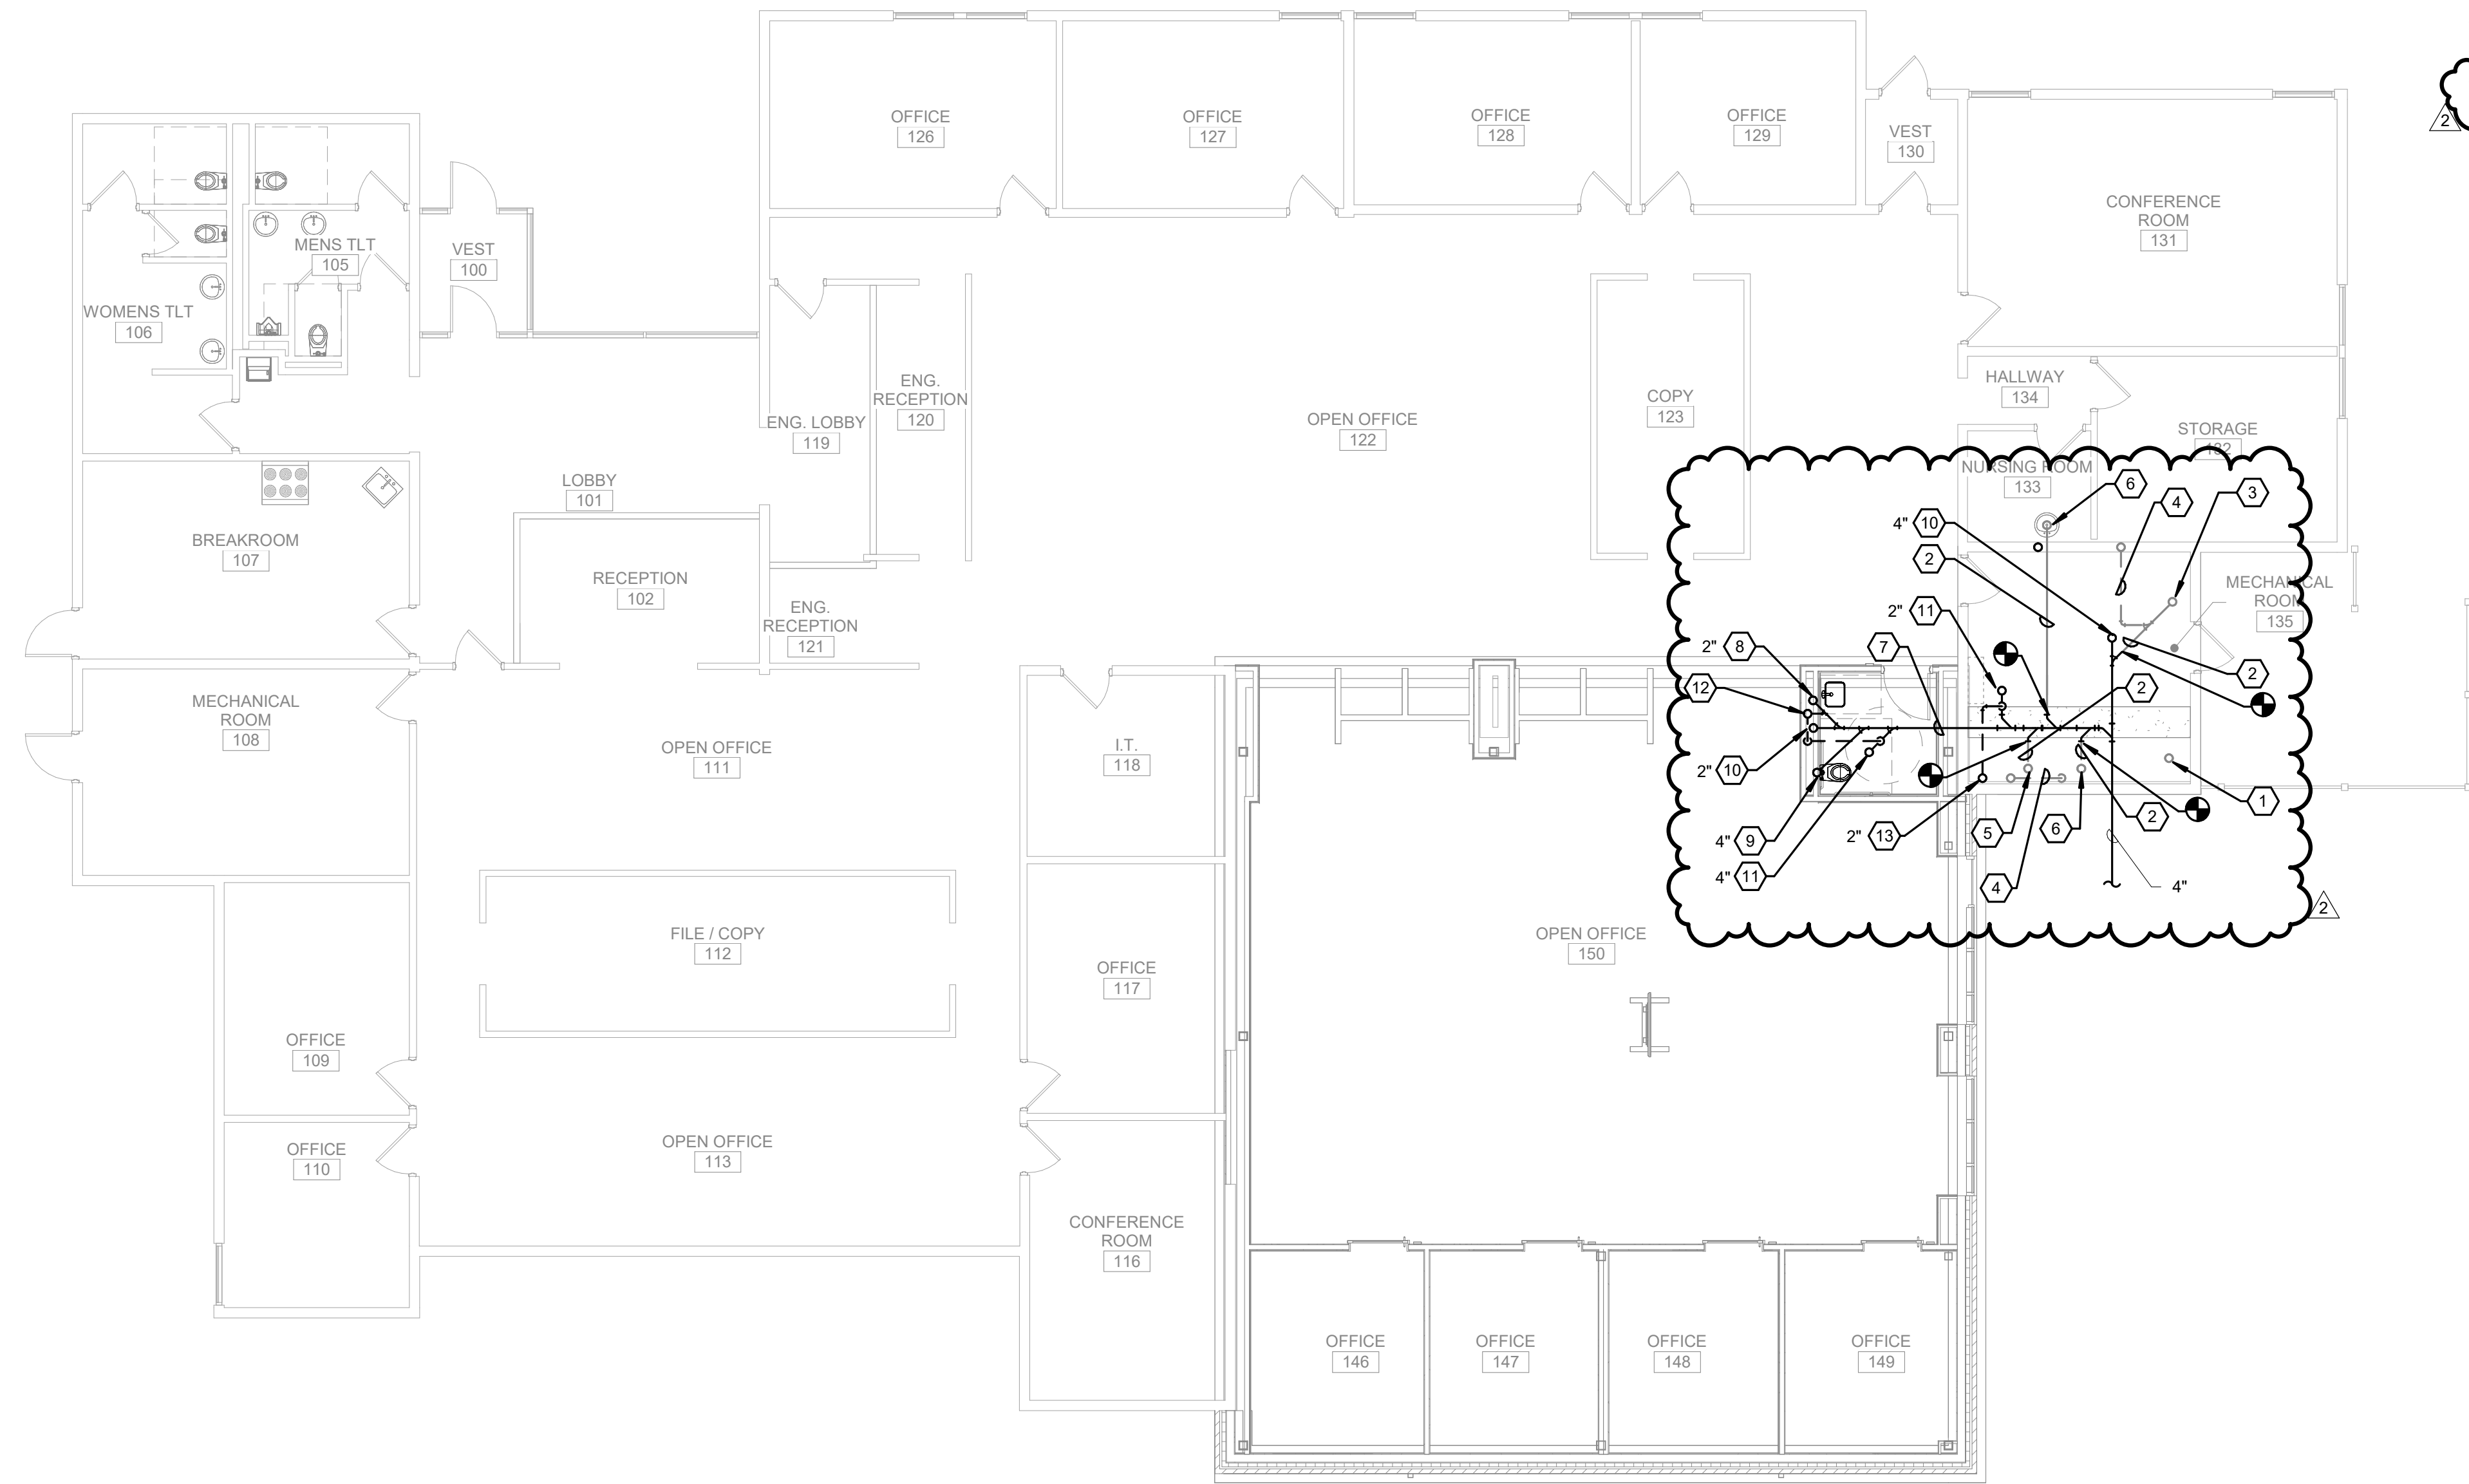 OFFICE
126
OFFICE
127
OFFICE
128
OFFICE
129
VEST
130
2
CONFERENCE
ROOM
131
MENS TLT
105
VEST
100
WOMENS TLT
106
ENG.
RECEPTION
120
ENG. LOBBY
119
OPEN OFFICE
122
COPY
123
HALLWAY
134
STORAGE
132
NURSING ROOM
133
LOBBY
101
BREAKROOM
107
RECEPTION
102
ENG.
RECEPTION
121
MECHANICAL
ROOM
135
6
4
3
4" 10
2
2" 11
2" 8
7
12
2
2
2" 10
1
2
4" 9
2" 13
5
6
4" 11
4
4"
2
MECHANICAL
ROOM
108
OPEN OFFICE
111
I.T.
118
FILE / COPY
112
OFFICE
117
OPEN OFFICE
150
OFFICE
109
OFFICE
110
OPEN OFFICE
113
CONFERENCE
ROOM
116
OFFICE
146
OFFICE
147
OFFICE
148
OFFICE
149